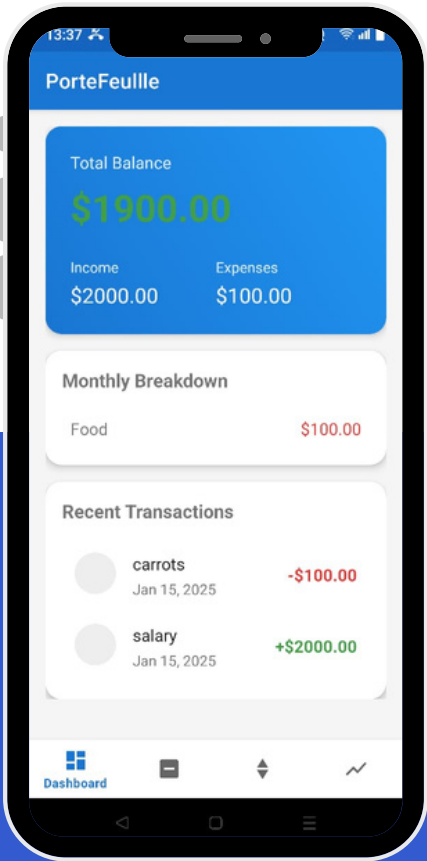 13:37
PorteFeullle
Total Balance
$1900.00
Income Expenses
$2000.00 $100.00
Monthly Breakdown
Food $100.00
Recent Transactions
carrots
Jan 15, 2025
-$100.00
salary
Jan 15, 2025
+$2000.00
Dashboard